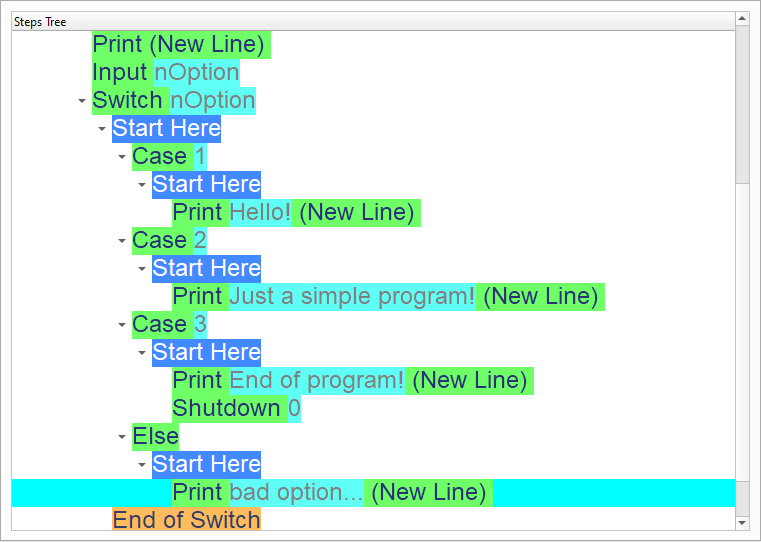 Steps Tree
Print (New Line)
Input nOption
Switch nOption
Start Here
Case 1
Start Here
Print Hello! (New Line)
Case 2
Start Here
Print Just a simple program! (New Line)
Case 3
Start Here
Print End of program! (New Line)
Shutdown 0
Else
Start Here
Print bad option... (New Line)
End of Switch